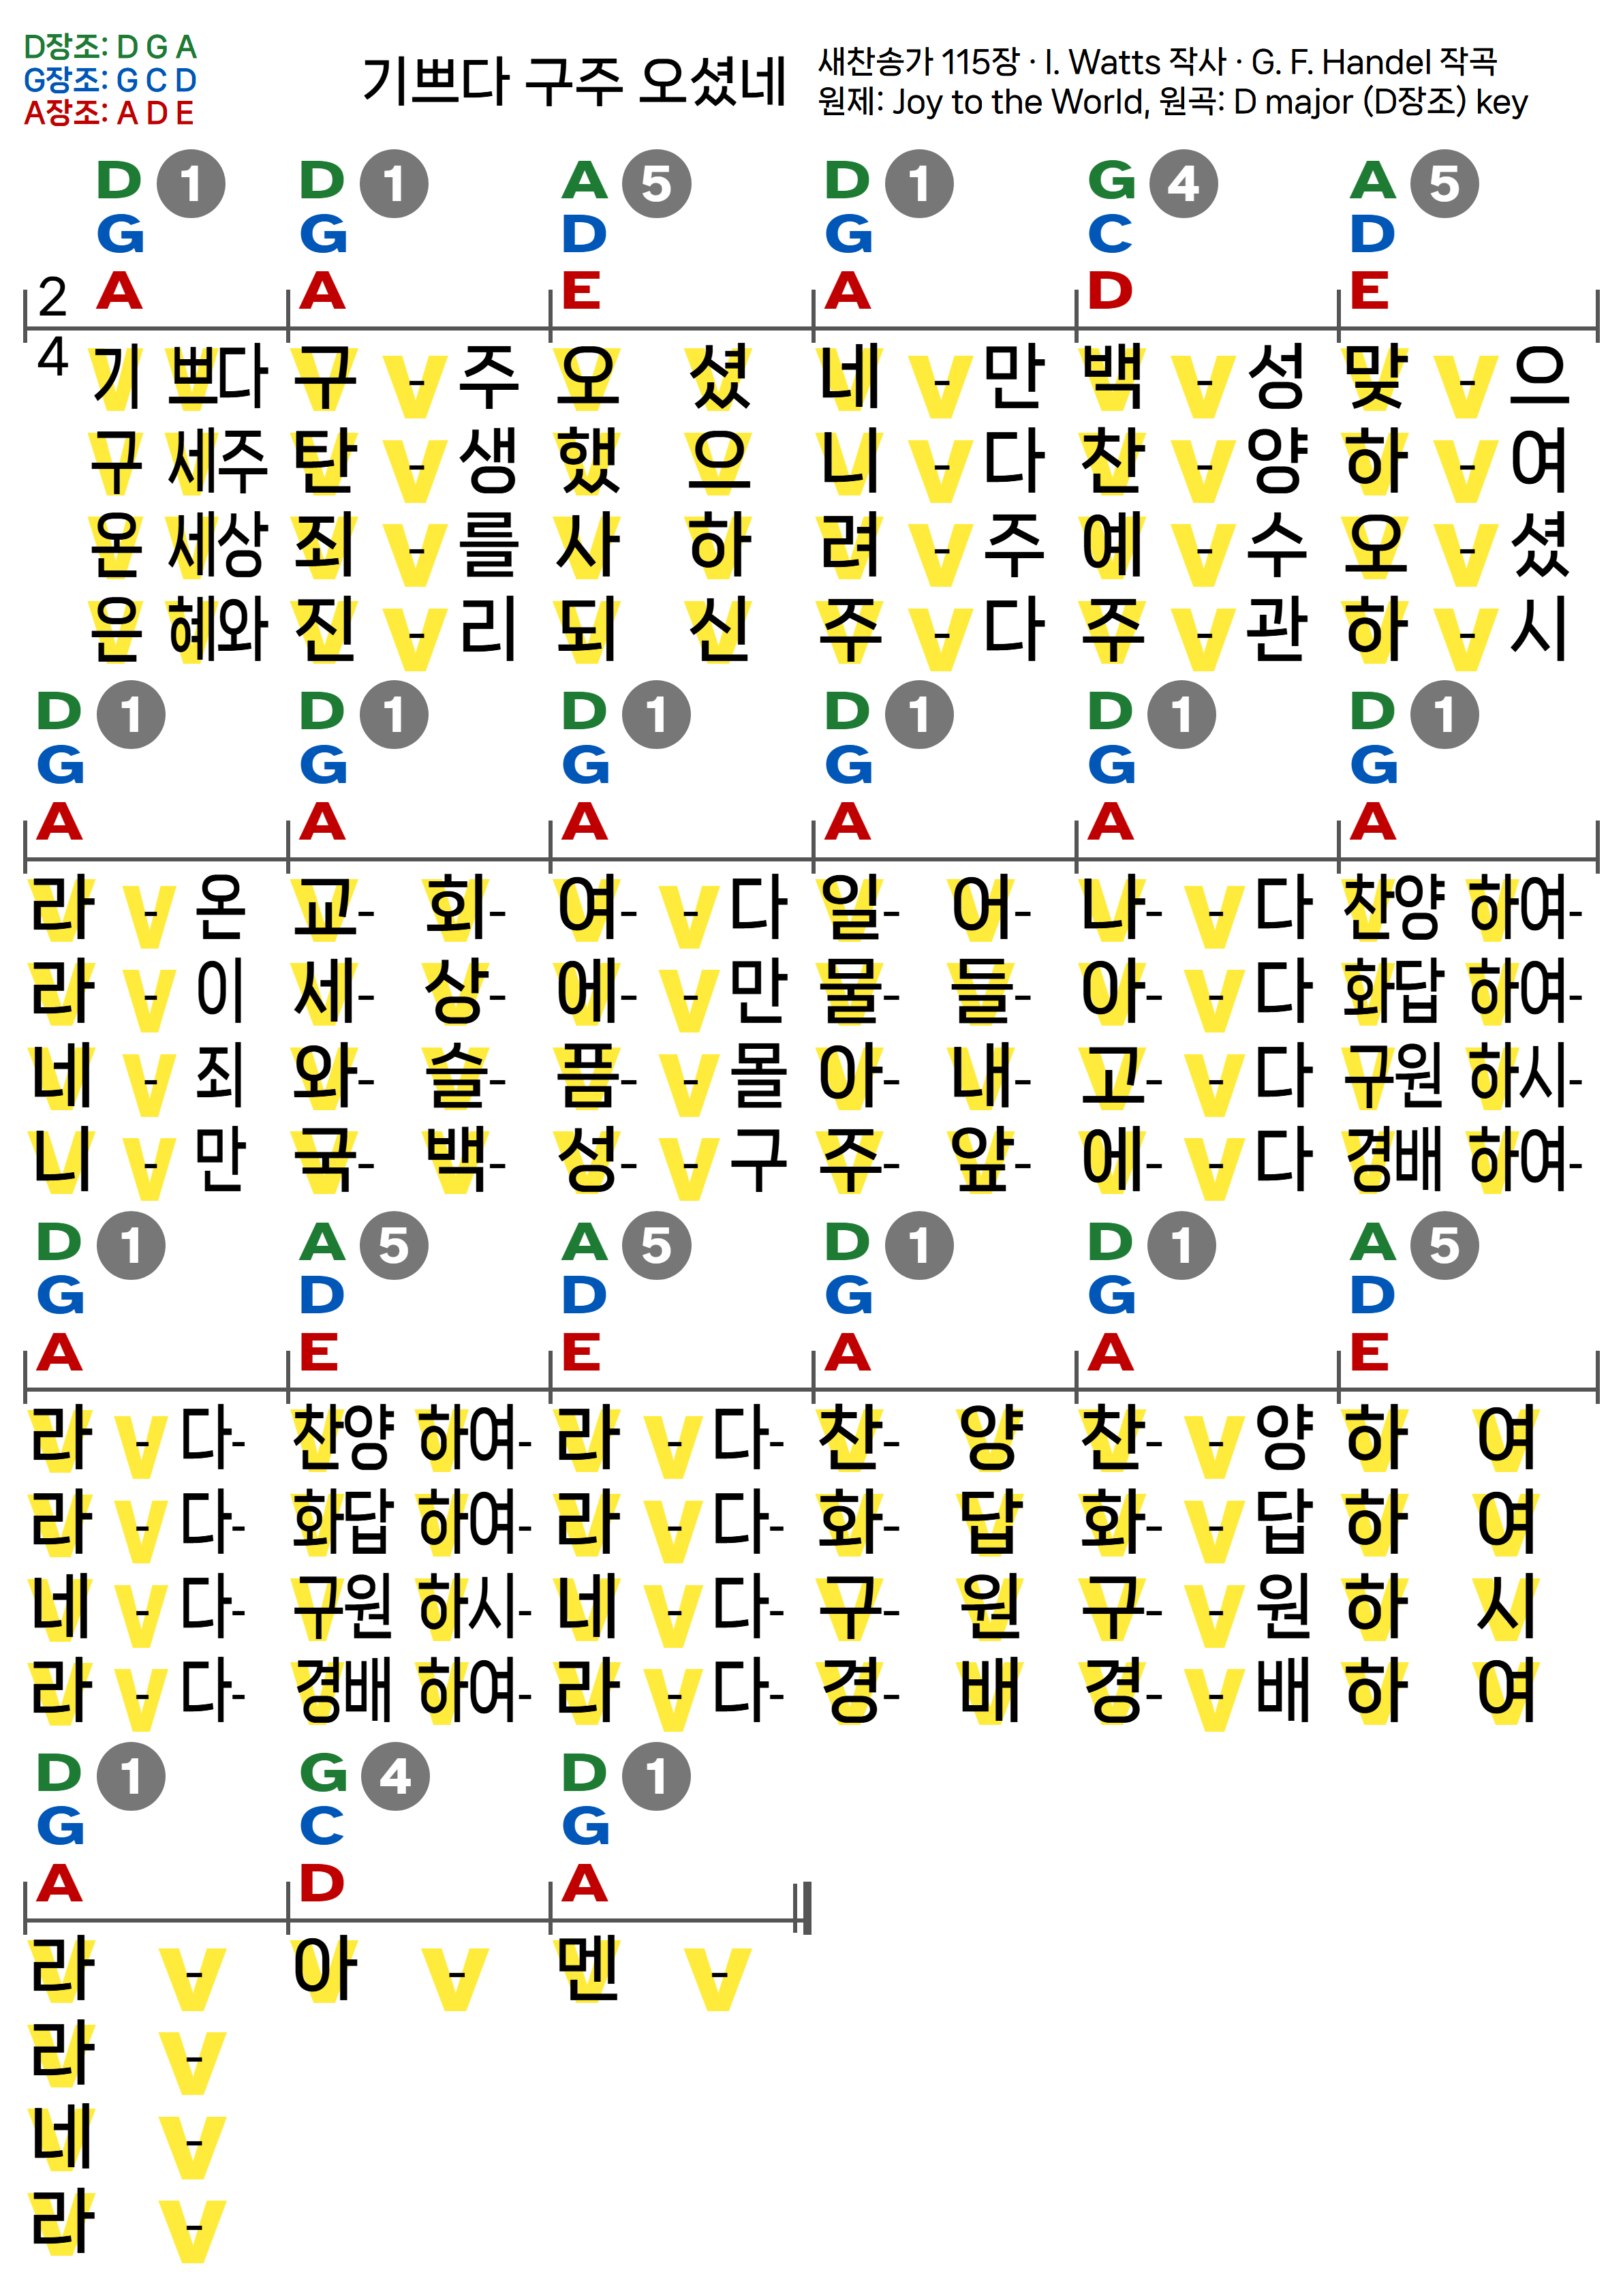 D장조: D G A
G장조: G C D
A장조: A D E
기쁘다 구주 오셨네
새찬송가 115장 · I. Watts 작사 · G. F. Handel 작곡
원제: Joy to the World, 원곡: D major (D장조) key
D 1 D 1 A 5 D 1 G 4 A 5
G G D G C D
A A E A D E
2
4
기 쁘다 구 - 주 오 셨 네 - 만 백 - 성 맞 - 으
구 세주 탄 - 생 했 으 니 - 다 찬 - 양 하 - 여
온 세상 죄 - 를 사 하 려 - 주 예 - 수 오 - 셨
은 혜와 진 - 리 되 신 주 - 다 주 - 관 하 - 시
D 1 D 1 D 1 D 1 D 1 D 1
G G G G G G
A A A A A A
라 - 온 교- 회- 여- - 다 일- 어- 나- - 다 찬양 하여-
라 - 이 세- 상- 에- - 만 물- 들- 아- - 다 화답 하여-
네 - 죄 와- 슬- 픔- - 몰 아- 내- 고- - 다 구원 하시-
니 - 만 국- 백- 성- - 구 주- 앞- 에- - 다 경배 하여-
D 1 A 5 A 5 D 1 D 1 A 5
G D D G G D
A E E A A E
라 - 다- 찬양 하여- 라 - 다- 찬- 양 찬- - 양 하 여
라 - 다- 화답 하여- 라 - 다- 화- 답 화- - 답 하 여
네 - 다- 구원 하시- 네 - 다- 구- 원 구- - 원 하 시
라 - 다- 경배 하여- 라 - 다- 경- 배 경- - 배 하 여
D 1 G 4 D 1
G C G
A D A
라 - 아 - 멘 -
라 -
네 -
라 -